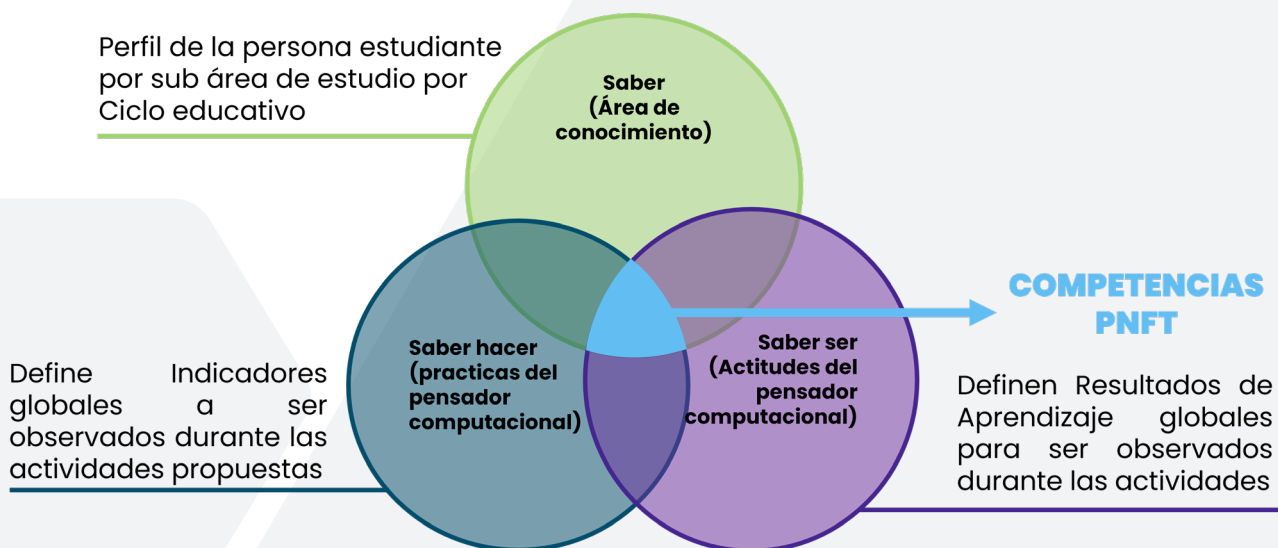 Perfil de la persona estudiante
por sub área de estudio por
Ciclo educativo
Saber
(Área de
conocimiento)
COMPETENCIAS
PNFT
Saber hacer
(practicas del
pensador
computacional)
Saber ser
(Actitudes del
pensador
computacional)
Define Indicadores
globales a ser
observados durante las
actividades propuestas
Definen Resultados de
Aprendizaje globales
para ser observados
durante las actividades